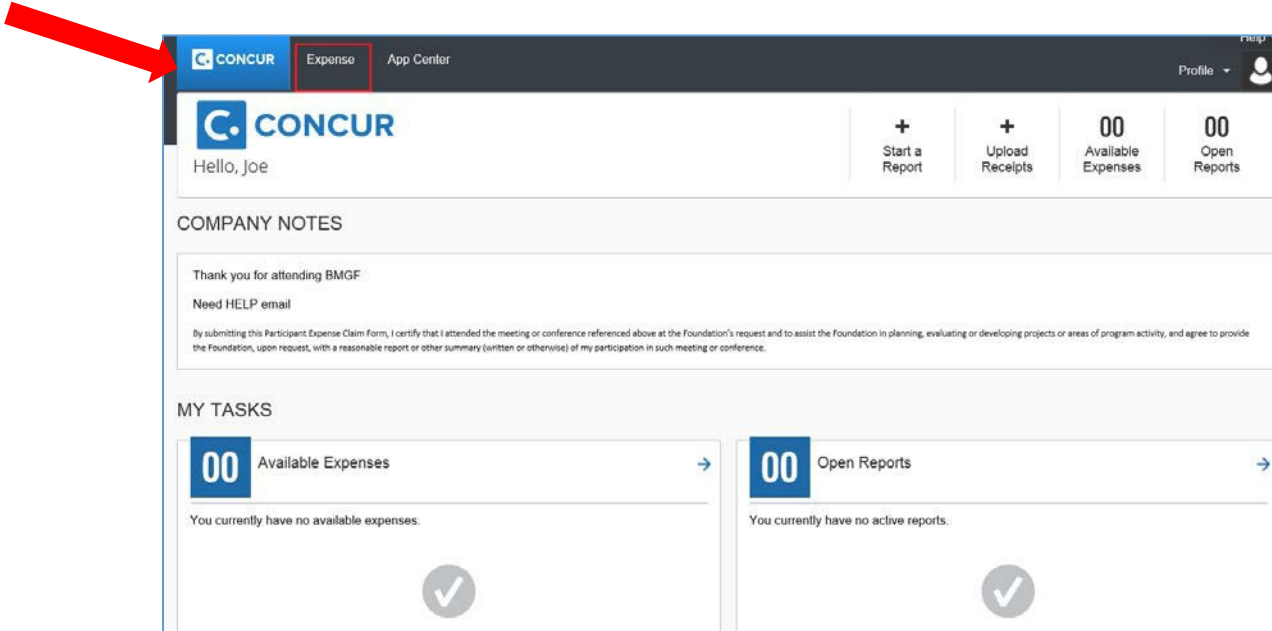 Help
C. CONCUR Expense App Center
Profile
C. CONCUR
Hello, Joe
+ Start a Report
+ Upload Receipts
00 Available Expenses
00 Open Reports
COMPANY NOTES
Thank you for attending BMGF
Need HELP email
By submitting this Participant Expense Claim Form, I certify that I attended the meeting or conference referenced above at the Foundation's request and to assist the Foundation in planning, evaluating or developing projects or areas of program activity, and agree to provide
the Foundation, upon request, with a reasonable report or other summary (written or otherwise) of my participation in such meeting or conference.
MY TASKS
00 Available Expenses
You currently have no available expenses.
00 Open Reports
You currently have no active reports.